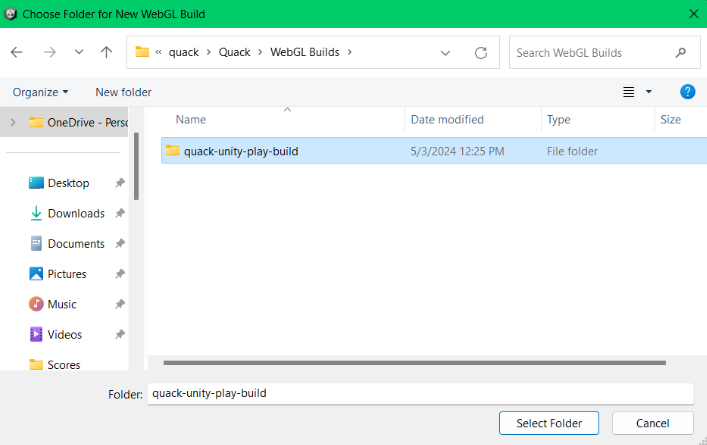 Choose Folder for New WebGL Build
« quack > Quack > WebGL Builds >
Search WebGL Builds
Organize
New folder
OneDrive - Perso
Name
Date modified
Type
Size
quack-unity-play-build
5/3/2024 12:25 PM
File folder
Desktop
Downloads
Documents
Pictures
Music
Videos
Scores
Folder:
quack-unity-play-build
Select Folder
Cancel